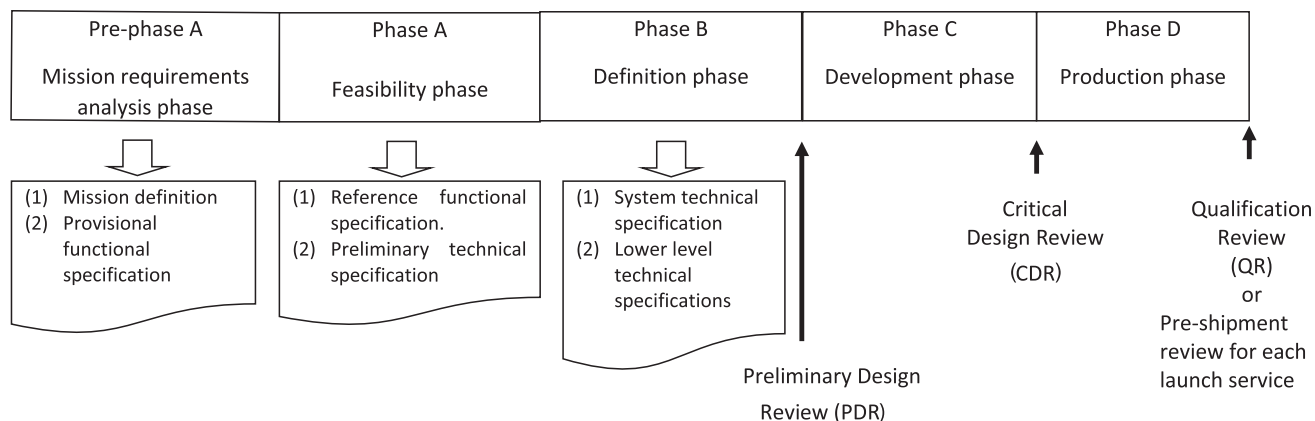 Pre-phase A
Mission requirements
analysis phase
Phase A
Feasibility phase
Phase B
Definition phase
Phase C
Development phase
Phase D
Production phase
(1) Mission definition
(2) Provisional
functional
specification
(1) Reference functional
specification.
(2) Preliminary technical
specification
(1) System technical
specification
(2) Lower level
technical
specifications
Preliminary Design
Review (PDR)
Critical
Design Review
(CDR)
Qualification
Review
(QR)
or
Pre-shipment
review for each
launch service